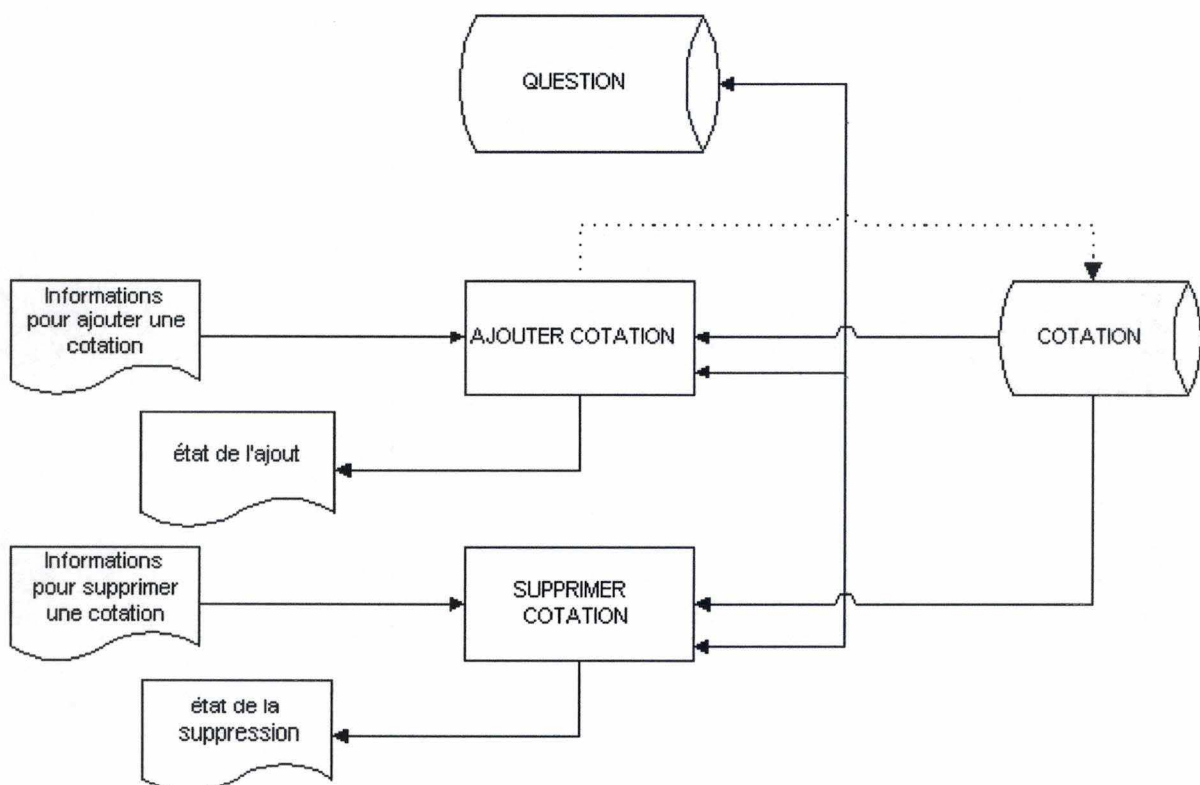 QUESTION
Informations
pour ajouter une
cotation
AJOUTER COTATION
COTATION
état de l'ajout
Informations
pour supprimer
une cotation
SUPPRIMER
COTATION
état de la
suppression